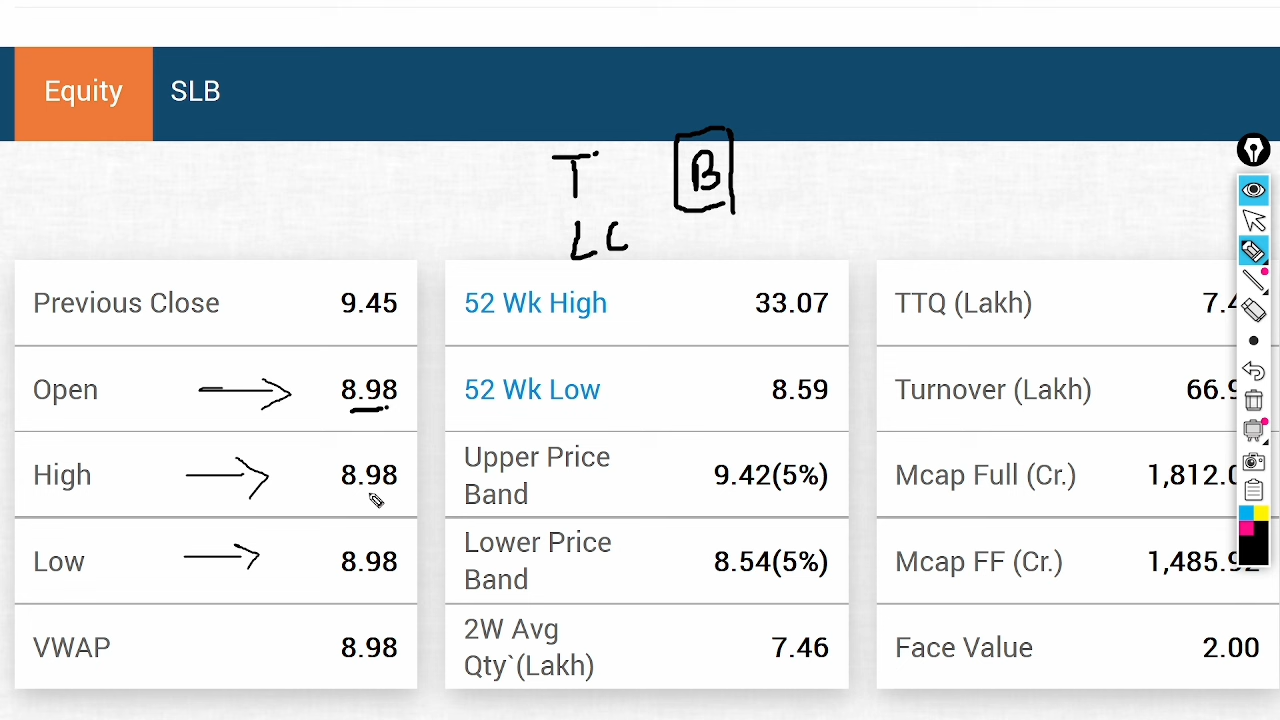 Equity SLB
T B
LC
Previous Close 9.45
Open 8.98
High 8.98
Low 8.98
VWAP 8.98
52 Wk High 33.07
52 Wk Low 8.59
Upper Price
Band 9.42(5%)
Lower Price
Band 8.54(5%)
2W Avg
Qty`(Lakh) 7.46
TTQ (Lakh)
Turnover (Lakh)
Mcap Full (Cr.)
Mcap FF (Cr.)
Face Value 2.00